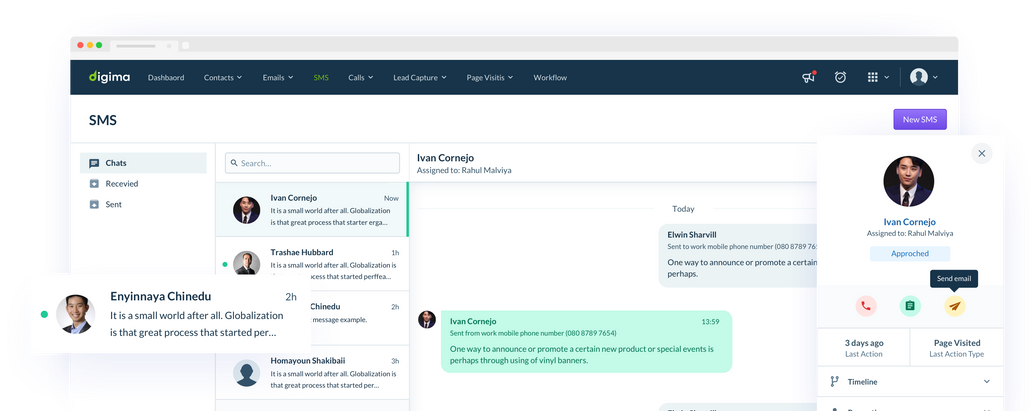 digima
Dashbaord
Contacts
Emails
SMS
Calls
Lead Capture
Page Visitis
Workflow
SMS
New SMS
Chats
Recevied
Sent
Search...
Ivan Cornejo
Now
It is a small world after all. Globalization
is that great process that starter erga...
Trashae Hubbard
1h
It is a small world after all. Globalization is
process that started perffea...
Enyinnaya Chinedu
2h
It is a small world after all. Globalization
is that great process that started per...
Chinedu
2h
message example.
Homayoun Shakibaii
3h
It is a small world after all. Globalization is
that great process that started per...
Ivan Cornejo
Assigned to: Rahul Malviya
Today
Elwin Sharvill
Sent to work mobile phone number (080 8789 76
One way to announce or promote a certain
perhaps.
Ivan Cornejo
13:59
Sent from work mobile phone number (080 8789 7654)
One way to announce or promote a certain new product or special events is
perhaps through using of vinyl banners.
Ivan Cornejo
Assigned to: Rahul Malviya
Approched
Send email
3 days ago
Last Action
Page Visited
Last Action Type
Timeline